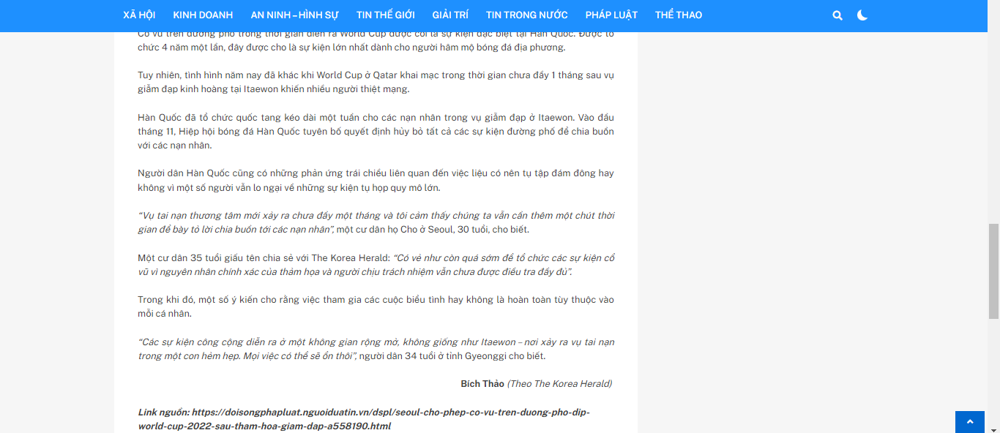 XÃ HỘI KINH DOANH AN NINH – HÌNH SỰ TIN THẾ GIỚI GIẢI TRÍ TIN TRONG NƯỚC PHÁP LUẬT THỂ THAO
Cổ vũ trên đường phố trong thời gian diễn ra World Cup được coi là sự kiện đặc biệt tại Hàn Quốc. Được tổ
chức 4 năm một lần, đây được cho là sự kiện lớn nhất dành cho người hâm mộ bóng đá địa phương.
Tuy nhiên, tình hình năm nay đã khác khi World Cup ở Qatar khai mạc trong thời gian chưa đầy 1 tháng sau vụ
giẫm đạp kinh hoàng tại Itaewon khiến nhiều người thiệt mạng.
Hàn Quốc đã tổ chức quốc tang kéo dài một tuần cho các nạn nhân trong vụ giẫm đạp ở Itaewon. Vào đầu
tháng 11, Hiệp hội bóng đá Hàn Quốc tuyên bố quyết định hủy bỏ tất cả các sự kiện đường phố để chia buồn
với các nạn nhân.
Người dân Hàn Quốc cũng có những phản ứng trái chiều liên quan đến việc liệu có nên tụ tập đám đông hay
không vì một số người vẫn lo ngại về những sự kiện tụ họp quy mô lớn.
“Vụ tai nạn thương tâm mới xảy ra chưa đầy một tháng và tôi cảm thấy chúng ta vẫn cần thêm một chút thời
gian để bày tỏ lời chia buồn tới các nạn nhân”, một cư dân họ Cho ở Seoul, 30 tuổi, cho biết.
Một cư dân 35 tuổi giấu tên chia sẻ với The Korea Herald: “Có vẻ như còn quá sớm để tổ chức các sự kiện cổ
vũ vì nguyên nhân chính xác của thảm họa và người chịu trách nhiệm vẫn chưa được điều tra đầy đủ”.
Trong khi đó, một số ý kiến cho rằng việc tham gia các cuộc biểu tình hay không là hoàn toàn tùy thuộc vào
mỗi cá nhân.
“Các sự kiện công cộng diễn ra ở một không gian rộng mở, không giống như Itaewon – nơi xảy ra vụ tai nạn
trong một con hẻm hẹp. Mọi việc có thể sẽ ổn thôi”, người dân 34 tuổi ở tỉnh Gyeonggi cho biết.
Bích Thảo (Theo The Korea Herald)
Link nguồn: https://doisongphapluat.nguoiduatin.vn/dspl/seoul-cho-phep-co-vu-tren-duong-pho-dip-
world-cup-2022-sau-tham-hoa-giam-dap-a558190.html